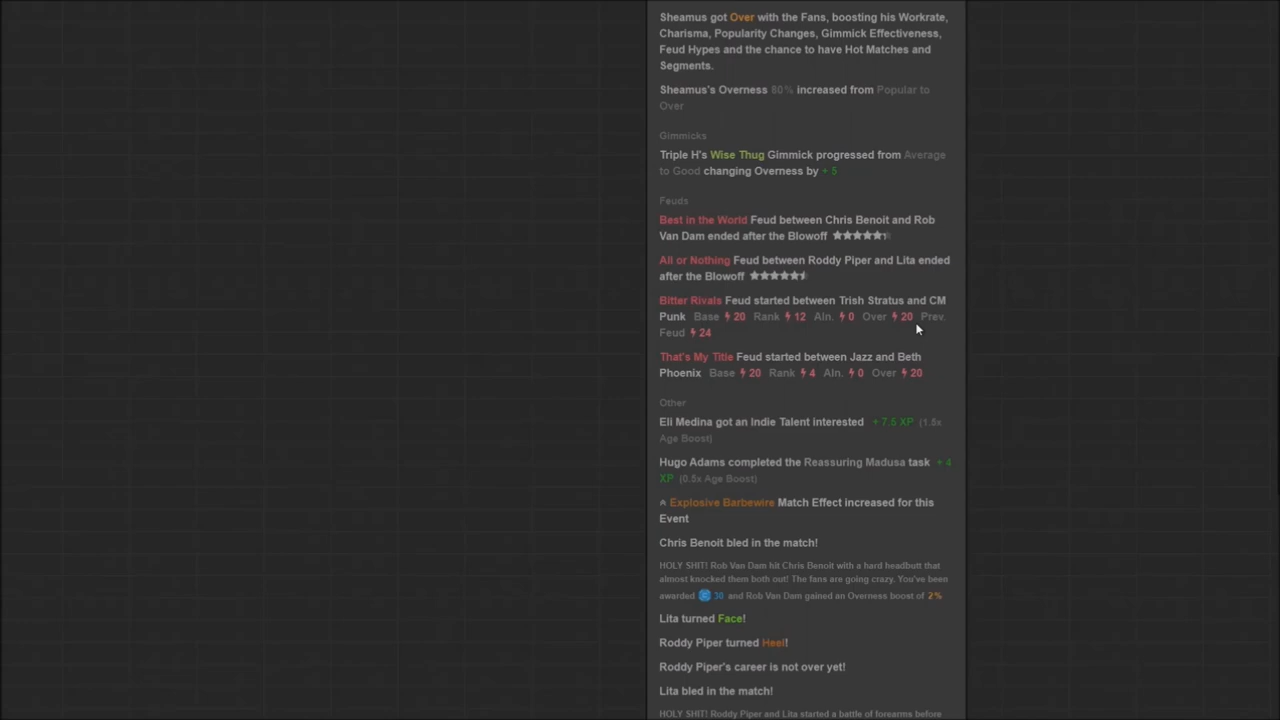 Sheamus got Over with the Fans, boosting his Workrate,
Charisma, Popularity Changes, Gimmick Effectiveness,
Feud Hypes and the chance to have Hot Matches and
Segments.
Sheamus's Overness 80% increased from Popular to
Over
Gimmicks
Triple H's Wise Thug Gimmick progressed from Average
to Good changing Overness by + 5
Feuds
Best in the World Feud between Chris Benoit and Rob
Van Dam ended after the Blowoff
All or Nothing Feud between Roddy Piper and Lita ended
after the Blowoff
Bitter Rivals Feud started between Trish Stratus and CM
Punk Base 20 Rank 12 Aln. 0 Over 20 Prev.
Feud 24
That's My Title Feud started between Jazz and Beth
Phoenix Base 20 Rank 4 Aln. 0 Over 20
Other
Eli Medina got an Indie Talent interested + 7.5 XP (1.5x
Age Boost)
Hugo Adams completed the Reassuring Madusa task + 4
XP (0.5x Age Boost)
Explosive Barbewire Match Effect increased for this
Event
Chris Benoit bled in the match!
HOLY SHIT! Rob Van Dam hit Chris Benoit with a hard headbutt that
almost knocked them both out! The fans are going crazy. You've been
awarded 30 and Rob Van Dam gained an Overness boost of 2%
Lita turned Face!
Roddy Piper turned Heel!
Roddy Piper's career is not over yet!
Lita bled in the match!
HOLY SHIT! Roddy Piper and Lita started a battle of forearms before